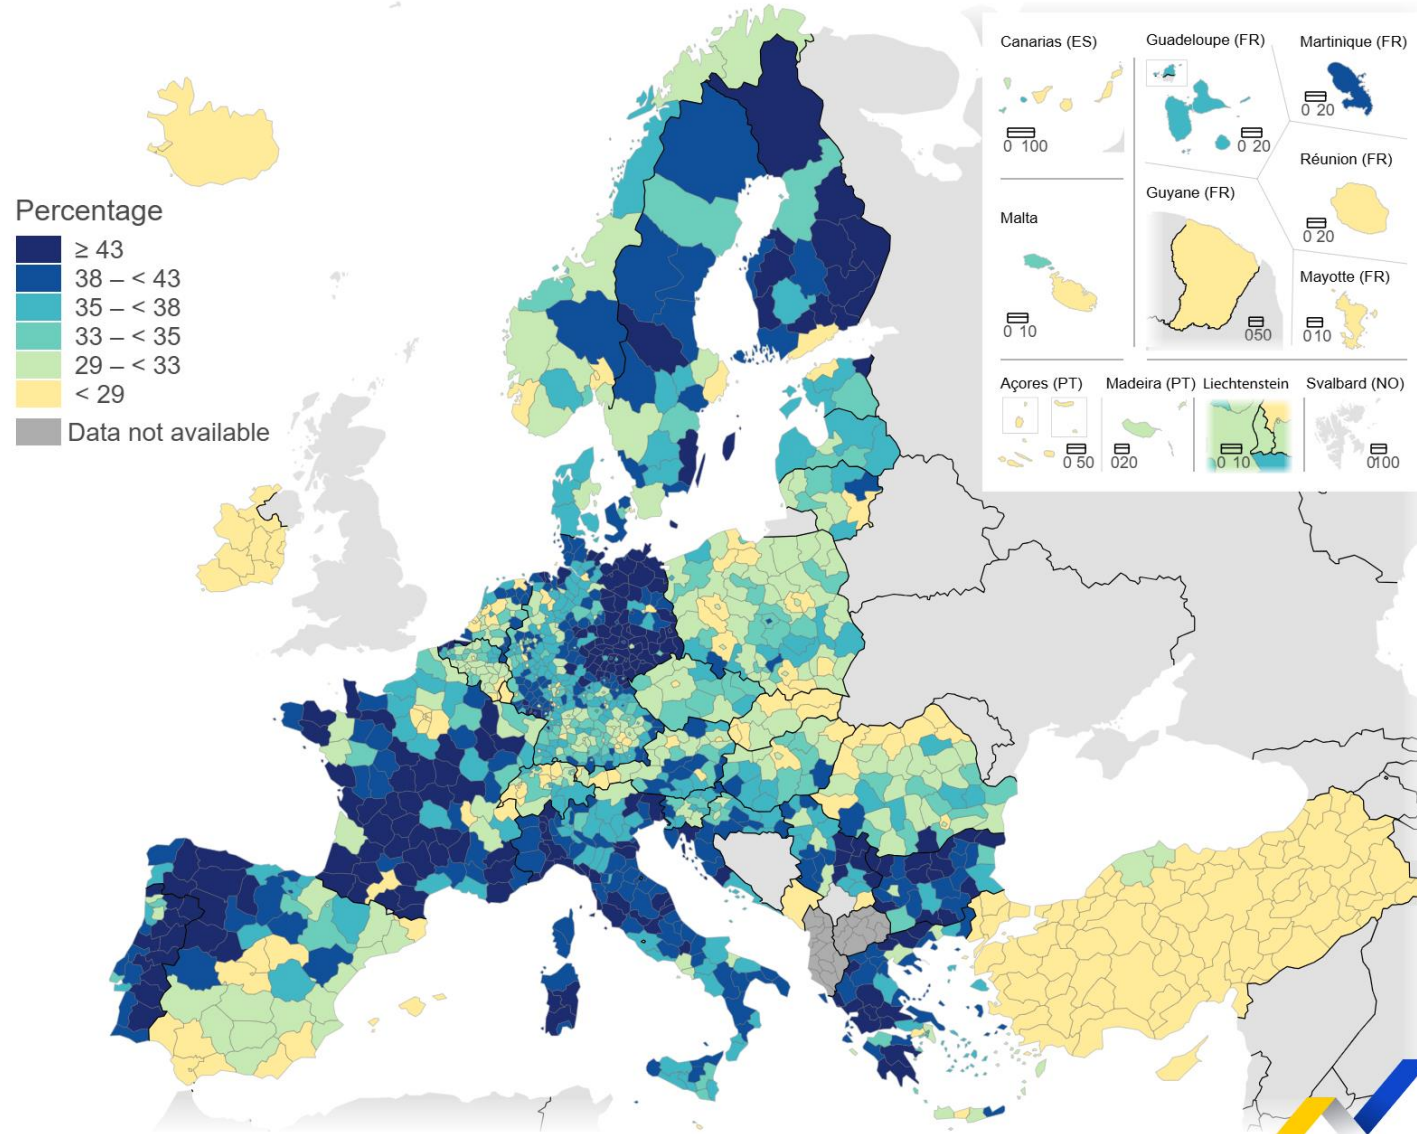 Percentage
≥ 43
38 – < 43
35 – < 38
33 – < 35
29 – < 33
< 29
Data not available
Canarias (ES)
0 100
Guadeloupe (FR)
0 20
Martinique (FR)
0 20
Réunion (FR)
0 20
Guyane (FR)
0 50
Mayotte (FR)
0 10
Malta
0 10
Açores (PT)
0 50
Madeira (PT)
0 20
Liechtenstein
0 10
Svalbard (NO)
0 100